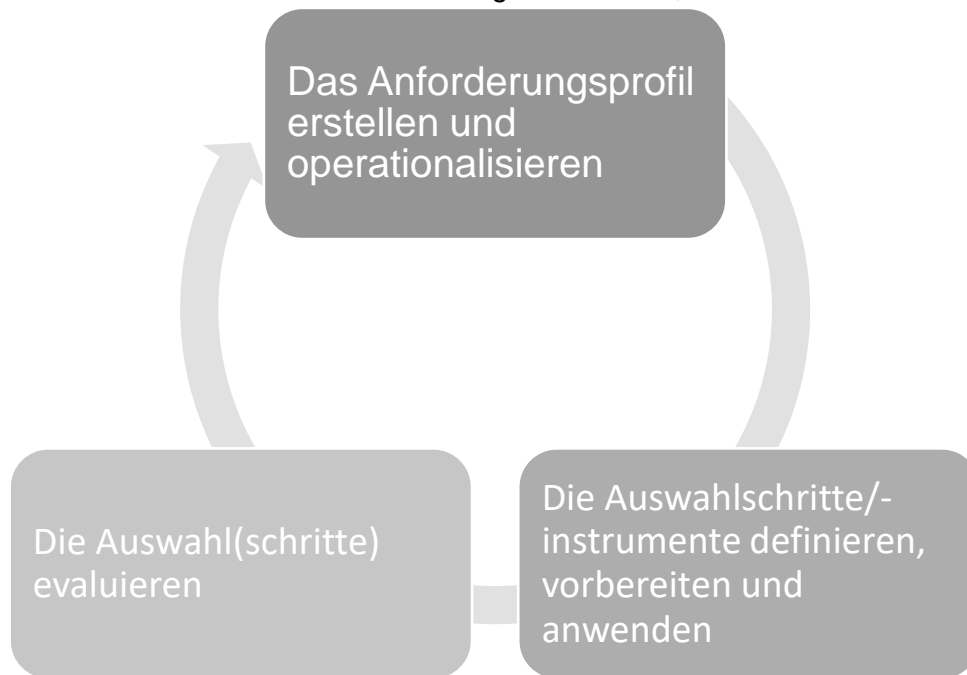 Das Anforderungsprofil
erstellen und
operationalisieren
Die Auswahl(schritte)
evaluieren
Die Auswahlschritte/-
instrumente definieren,
vorbereiten und
anwenden